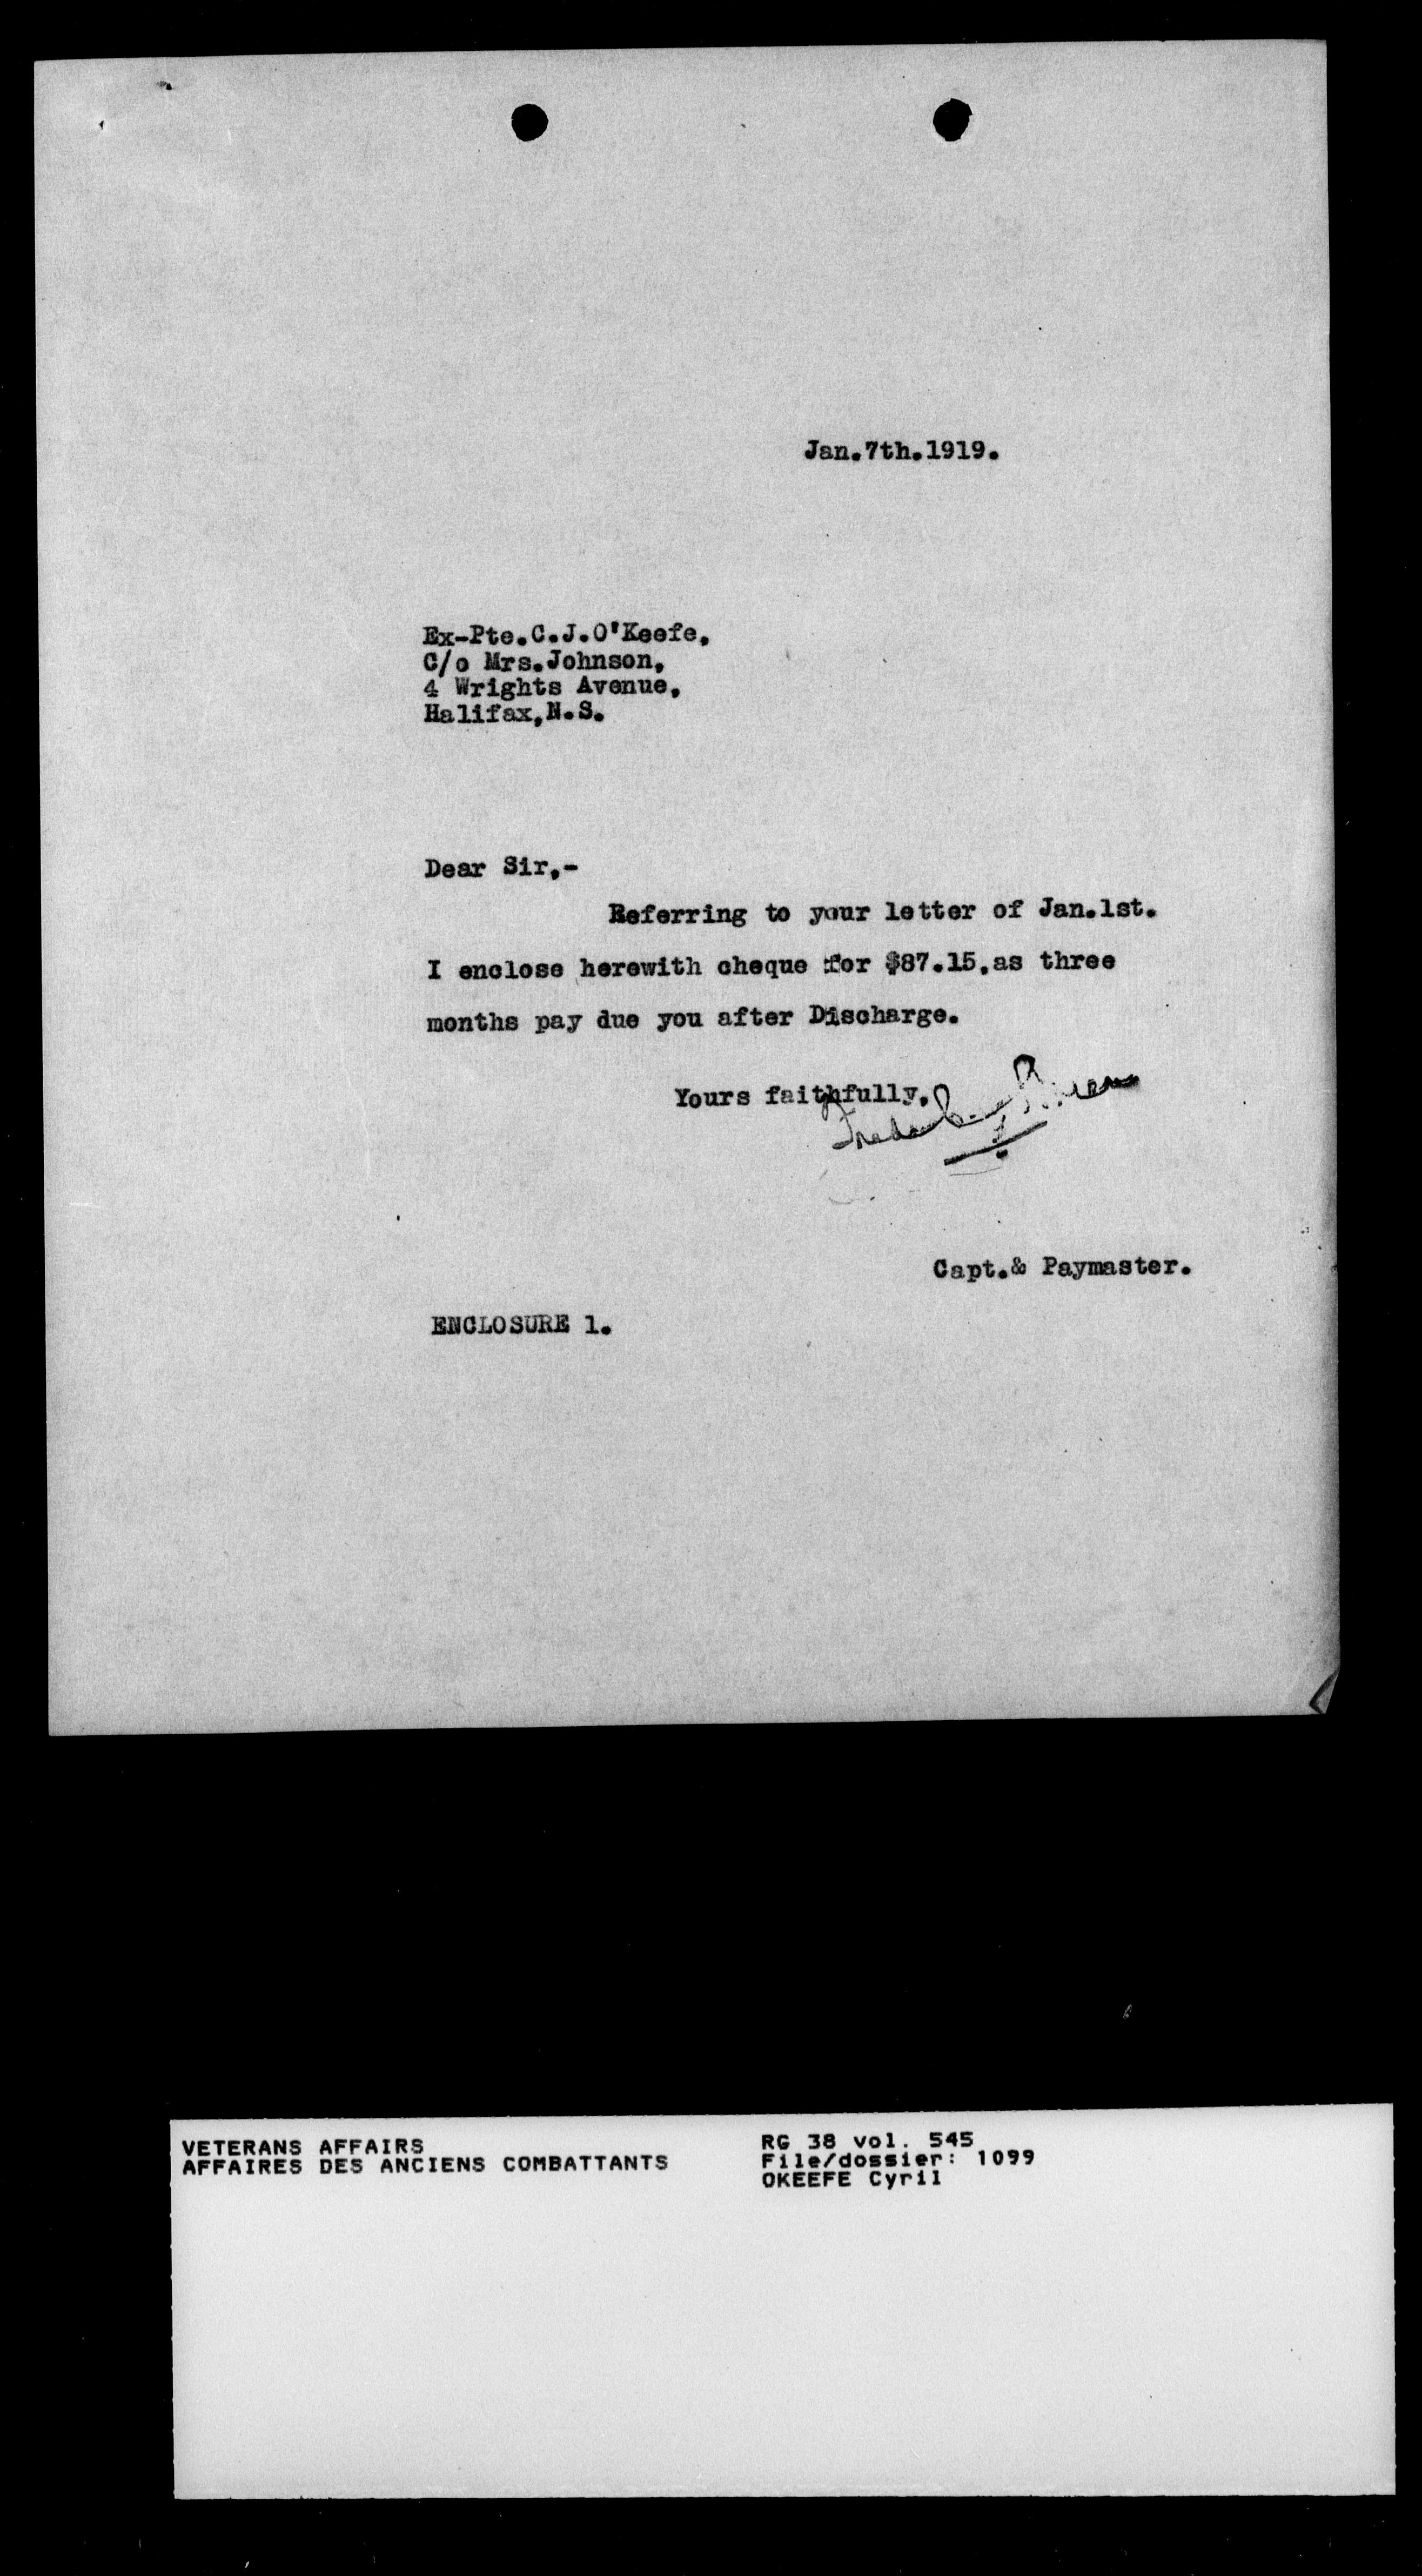 Jan.7th.1919.
Ex-Pte.C.J.O'Keefe,
C/o Mrs.Johnson,
4 Wrights Avenue,
Halifax,N.S.
Dear Sir,-
Referring to your letter of Jan.1st.
I enclose herewith cheque for $87.15,as three
months pay due you after Discharge.
Yours faithfully,
Capt.& Paymaster.
ENCLOSURE 1.
VETERANS AFFAIRS
AFFAIRES DES ANCIENS COMBATTANTS
RG 38 vol. 545
File/dossier: 1099
OKEEFE Cyril